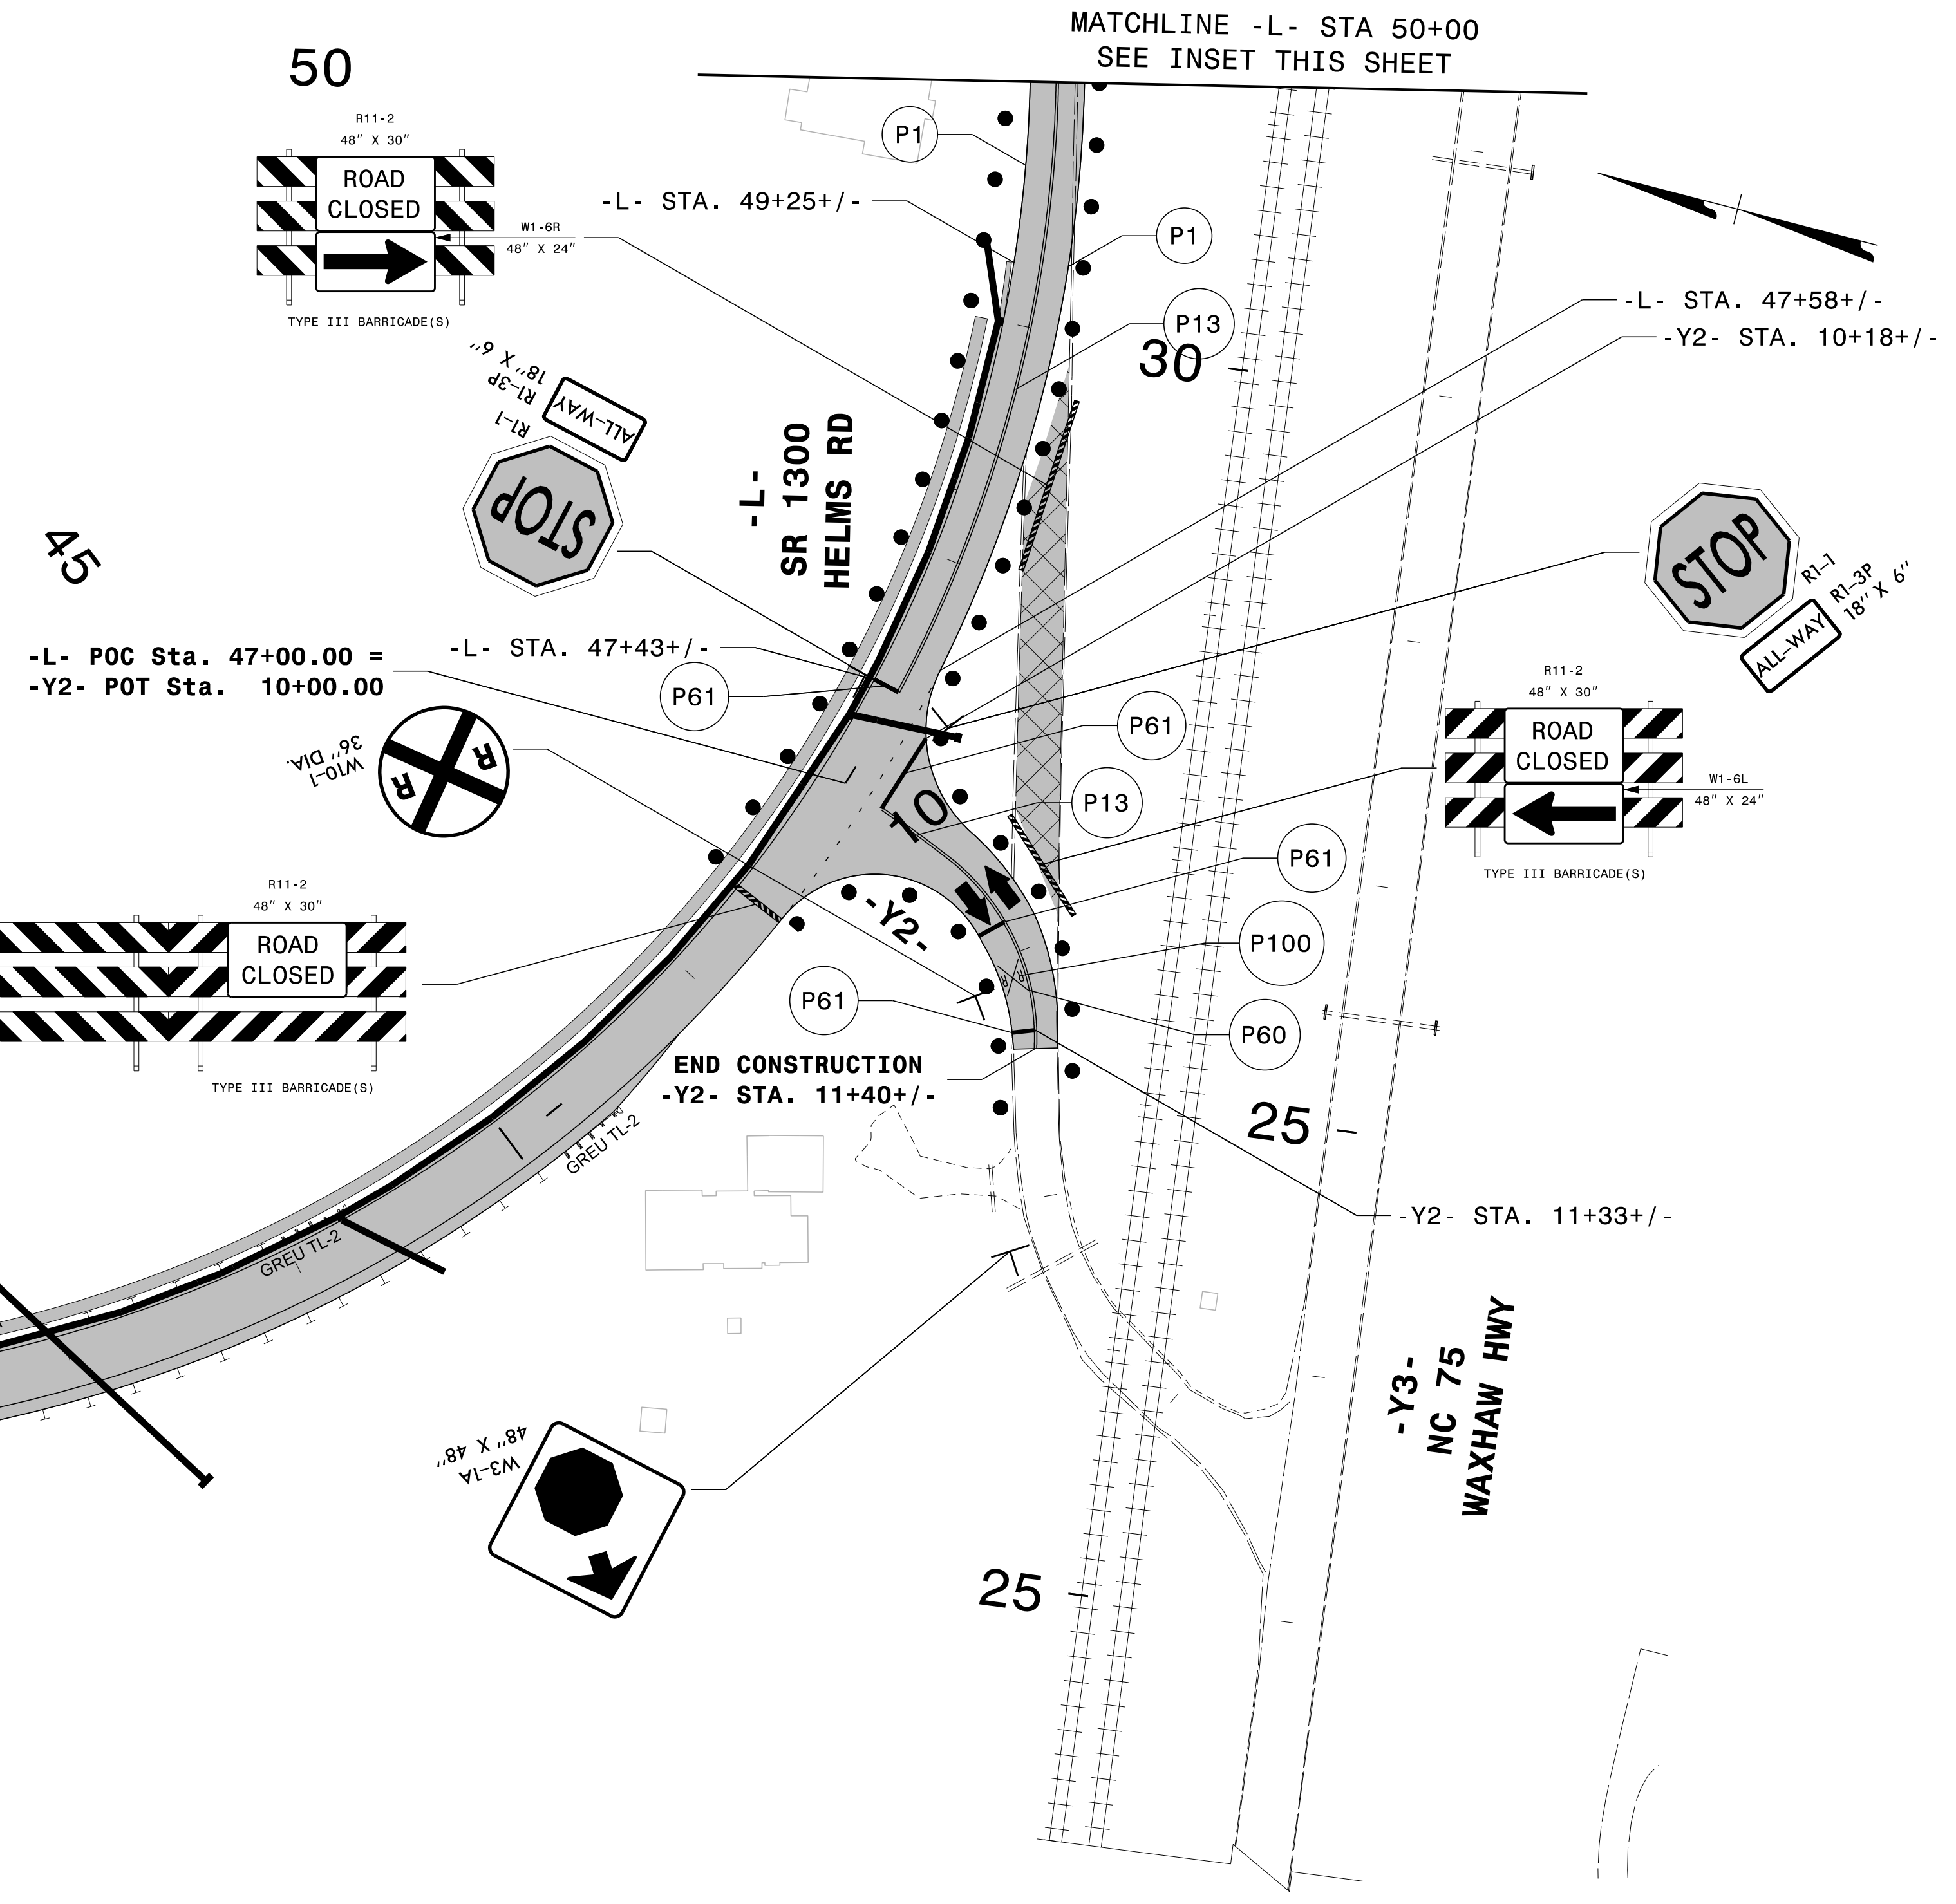 MATCHLINE -L- STA 50+00
SEE INSET THIS SHEET
50
R11-2
48" X 30"
ROAD
CLOSED
W1-6R
48" X 24"
TYPE III BARRICADE(S)
P1
-L- STA. 49+25+/-
P1
P13
30
-L- STA. 47+58+/-
-Y2- STA. 10+18+/-
18" X 6"
R1-3P
R1-1
ALL-WAY
STOP
-L-
SR 1300
HELMS RD
45
STOP
R1-1
R1-3P
18" X 6"
ALL-WAY
-L- POC Sta. 47+00.00 =
-Y2- POT Sta. 10+00.00
-L- STA. 47+43+/-
P61
P61
R11-2
48" X 30"
ROAD
CLOSED
W1-6L
48" X 24"
TYPE III BARRICADE(S)
W10-1
36" DIA.
R
R
10
P13
P61
R11-2
48" X 30"
ROAD
CLOSED
TYPE III BARRICADE(S)
-Y2-
P100
R
R
P61
P60
END CONSTRUCTION
-Y2- STA. 11+40+/-
GREU TL-2
25
GREU TL-2
-Y2- STA. 11+33+/-
-Y3-
NC 75
WAXHAW HWY
W3-1A
48" X 48"
25